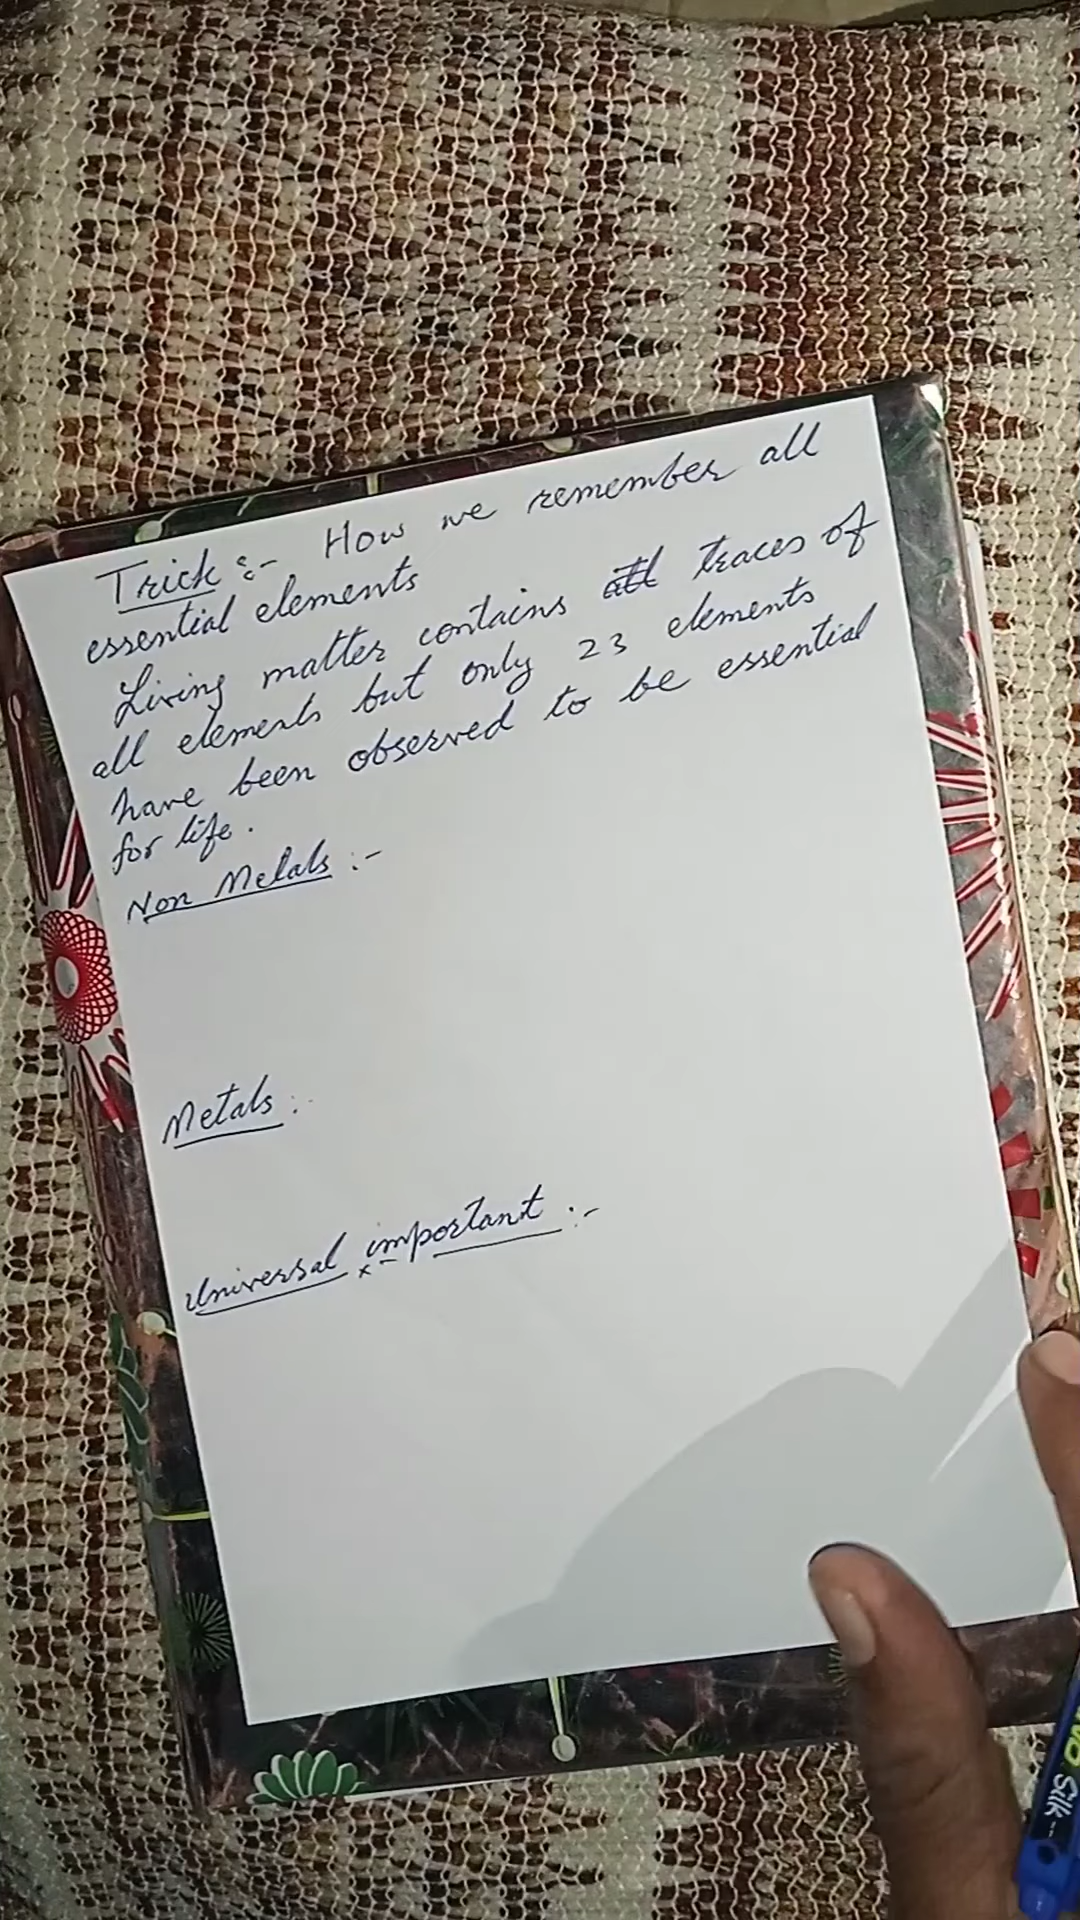 Trick :- How we remember all
essential elements
Living matter contains all traces of
all elements but only 23 elements
have been observed to be essential
for life.
Non Metals :-
Metals :-
Universal important :-
Silk